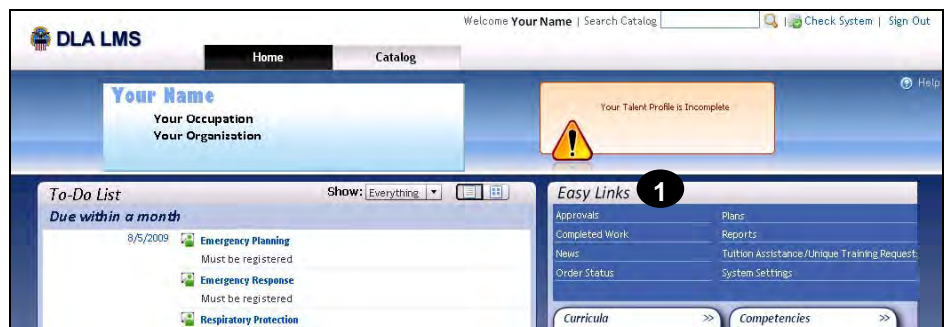 Welcome Your Name | Search Catalog | Check System | Sign Out
DLA LMS
Home Catalog
Help
Your Name
Your Occupation
Your Organization
Your Talent Profile is Incomplete
To-Do List Show: Everything
Due within a month
8/5/2009 Emergency Planning
Must be registered
Emergency Response
Must be registered
Respiratory Protection
Easy Links 1
Approvals Plans
Completed Work Reports
News Tuition Assistance/Unique Training Request
Order Status System Settings
Curricula >> Competencies >>